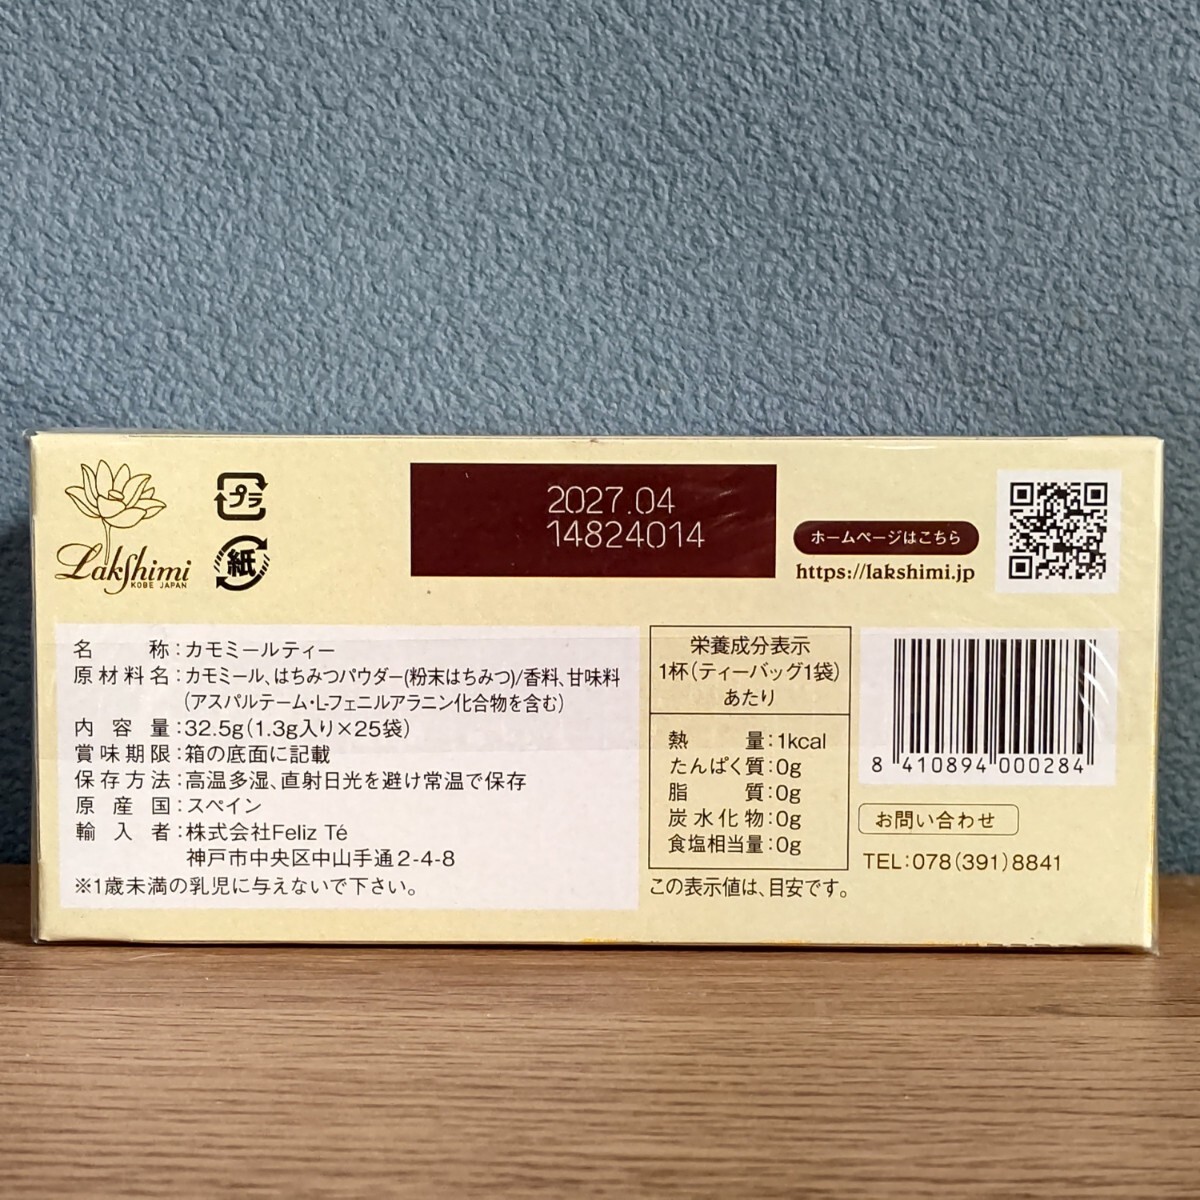 Lakshimi
KOBE JAPAN
プラ
紙
2027.04
14824014
ホームページはこちら
https://lakshimi.jp
名称:カモミールティー
原材料名:カモミール、はちみつパウダー(粉末はちみつ)/香料、甘味料
(アスパルテーム・L-フェニルアラニン化合物を含む)
内容量:32.5g(1.3g入り×25袋)
賞味期限:箱の底面に記載
保存方法:高温多湿、直射日光を避け常温で保存
原産国:スペイン
輸入者:株式会社Feliz Té
神戸市中央区中山手通2-4-8
※1歳未満の乳児に与えないで下さい。
栄養成分表示
1杯(ティーバッグ1袋)
あたり
熱量:1kcal
たんぱく質:0g
脂質:0g
炭水化物:0g
食塩相当量:0g
この表示値は、目安です。
8 410894 000284
お問い合わせ
TEL:078(391)8841